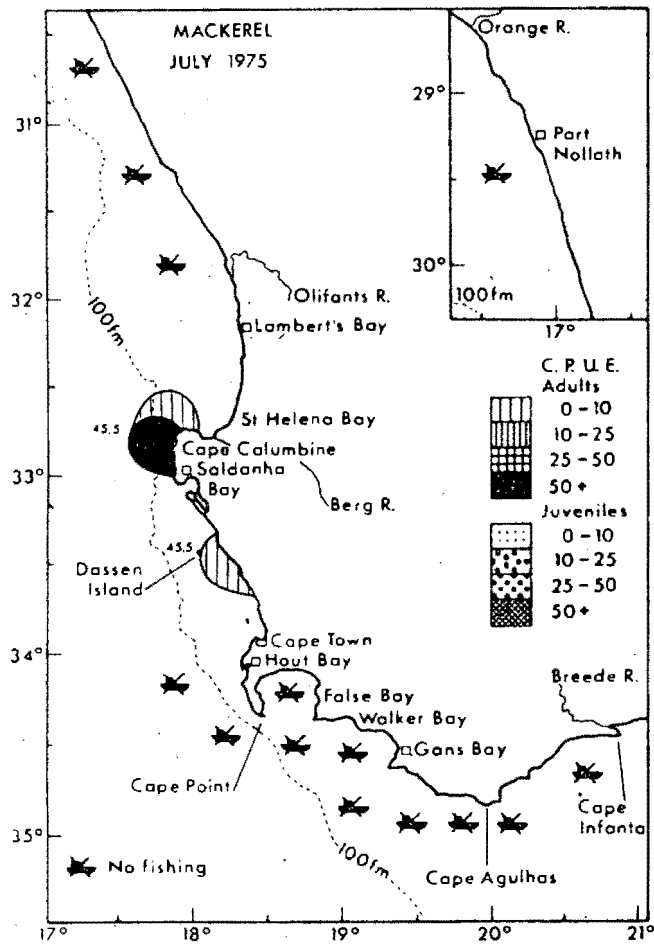 MACKEREL
JULY 1975
Orange R.
29°
Part
Nollath
30°
100fm
17°
31°
32°
33°
34°
35°
100fm
Olifants R.
Lambert's Bay
St Helena Bay
45.5
Cape Calumbine
Saldanha
Bay
Berg R.
45.5
Dassen
Island
Cape Town
Hout Bay
False Bay
Walker Bay
Gans Bay
Breede R.
Cape Point
Cape
Infanta
Cape Agulhas
100fm
No fishing
C. P. U. E.
Adults
0-10
10-25
25-50
50+
Juveniles
0-10
10-25
25-50
50+
17°
18°
19°
20°
21°